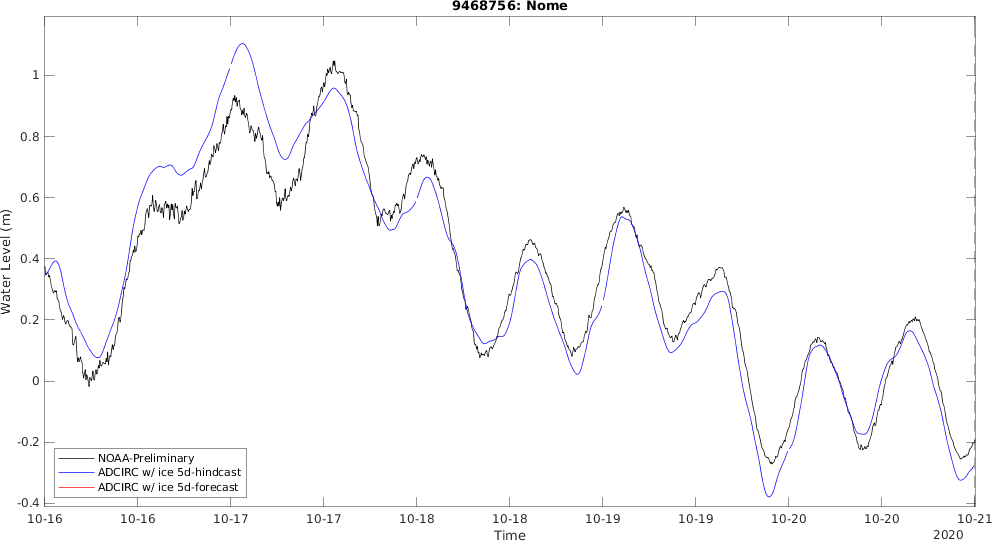 9468756: Nome
Water Level (m)
1
0.8
0.6
0.4
0.2
0
-0.2
-0.4
NOAA-Preliminary
ADCIRC w/ ice 5d-hindcast
ADCIRC w/ ice 5d-forecast
10-16 10-16 10-17 10-17 10-18 10-18 10-19 10-19 10-20 10-20 10-21
Time
2020